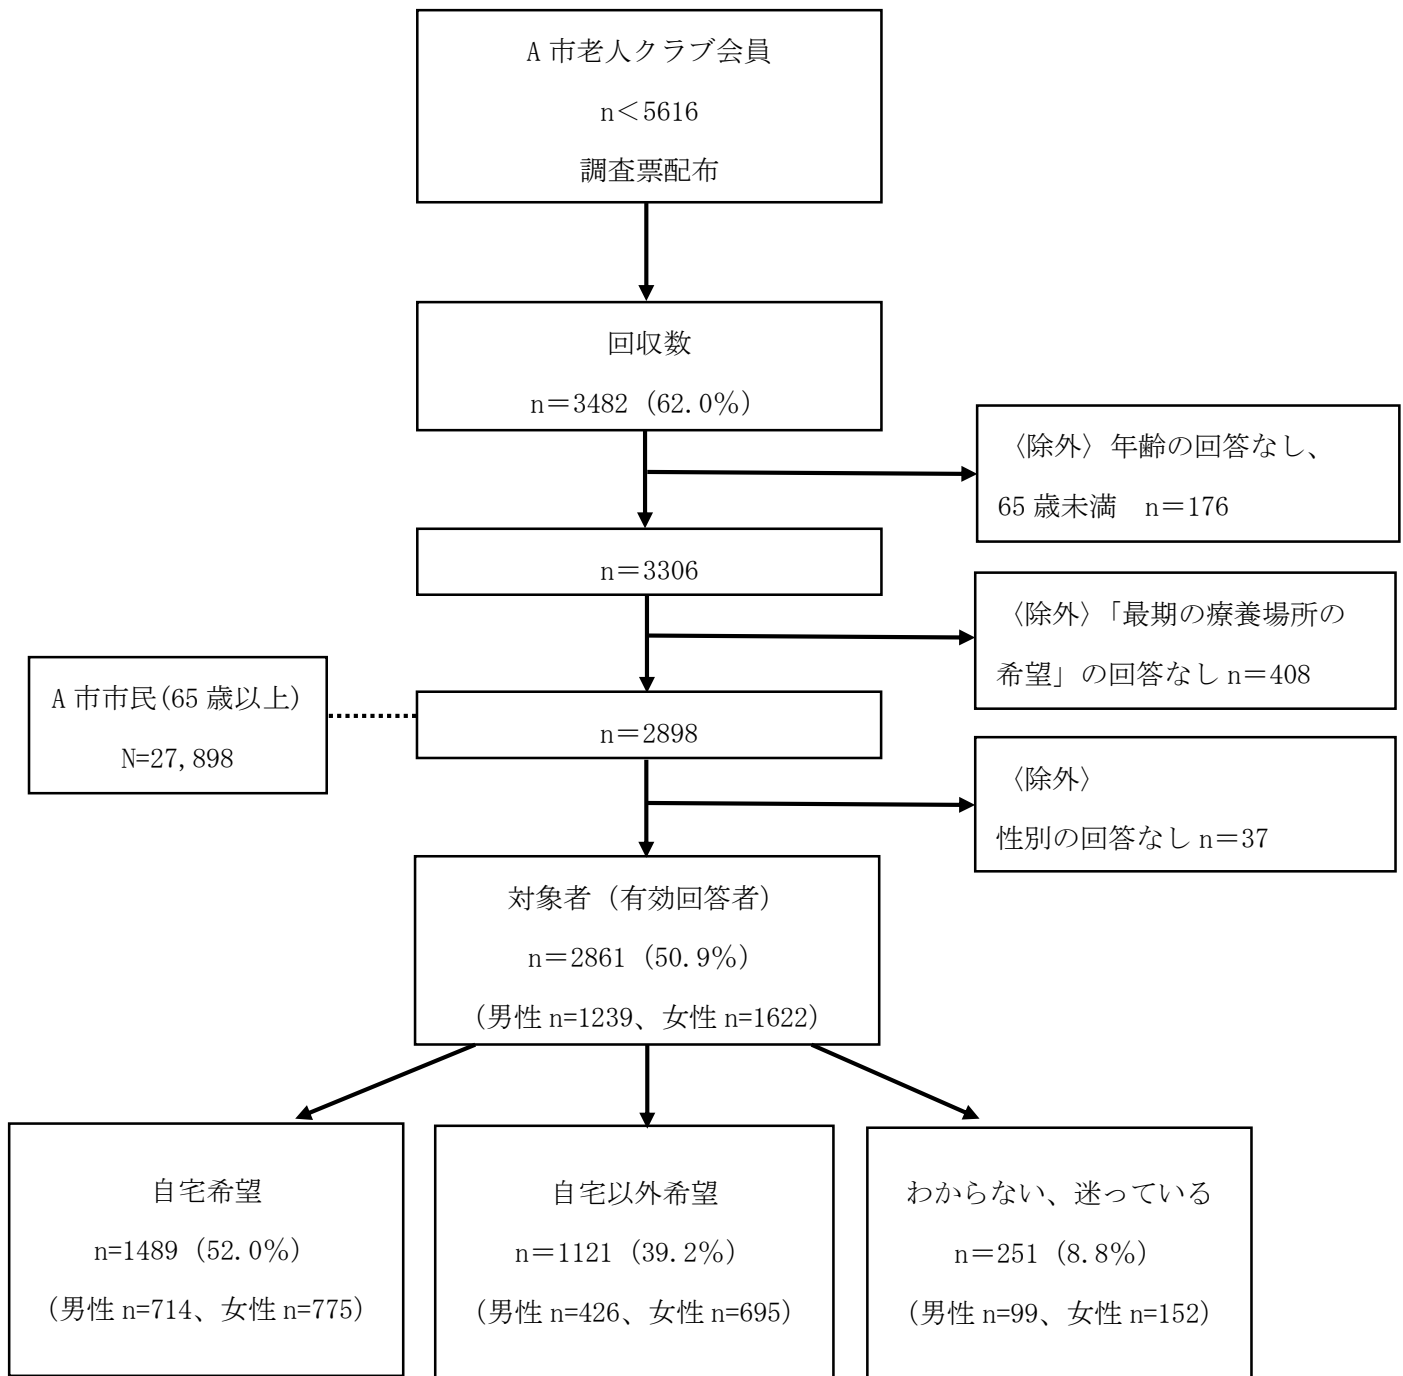 A 市老人クラブ会員
n＜5616
調査票配布
回収数
n＝3482（62.0％）
〈除外〉年齢の回答なし、
65 歳未満　n＝176
n＝3306
〈除外〉「最期の療養場所の
希望」の回答なし n＝408
A 市市民(65 歳以上)
N=27,898
n＝2898
〈除外〉
性別の回答なし n＝37
対象者（有効回答者）
n＝2861（50.9％）
（男性 n=1239、女性 n=1622）
自宅希望
n=1489（52.0％）
（男性 n=714、女性 n=775）
自宅以外希望
n＝1121（39.2％）
（男性 n=426、女性 n=695）
わからない、迷っている
n＝251（8.8％）
（男性 n=99、女性 n=152）